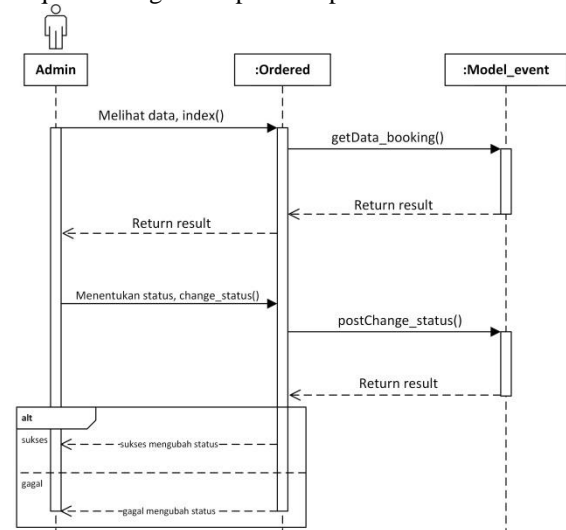 Admin
:Ordered
:Model_event
Melihat data, index()
getData_booking()
Return result
Return result
Menentukan status, change_status()
postChange_status()
Return result
alt
sukses
sukses mengubah status
gagal
gagal mengubah status